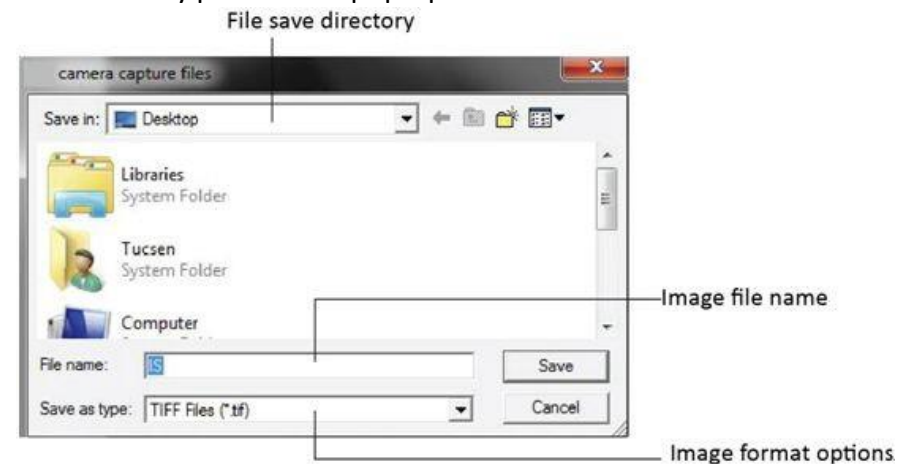 File save directory
camera capture files
Save in: Desktop
Libraries
System Folder
Tucsen
System Folder
Image file name
Computer
File name: IS
Save
Save as type: TIFF Files (*.tif)
Cancel
Image format options